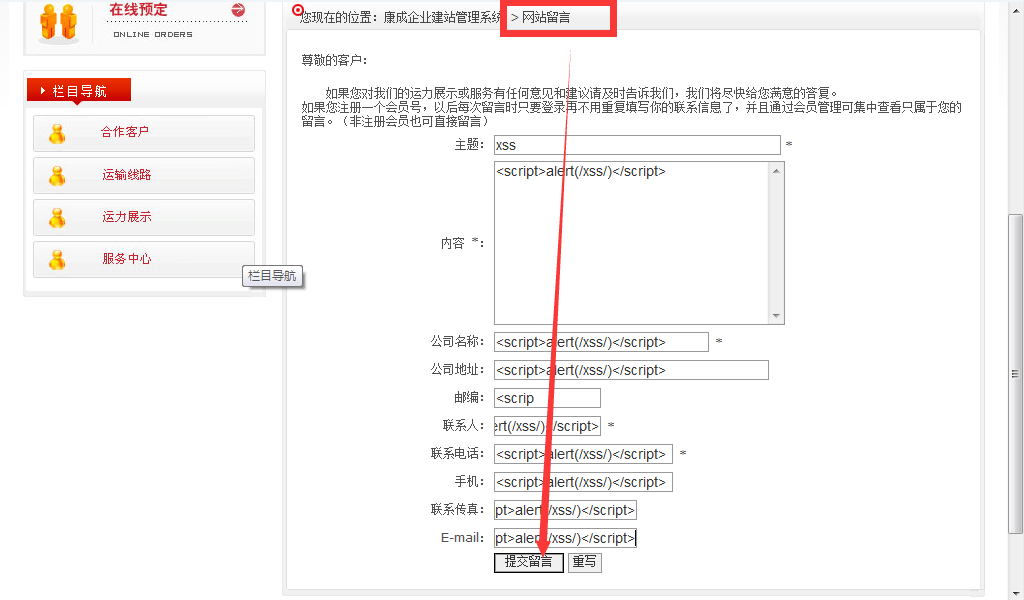 在线预定
ONLINE ORDERS
栏目导航
合作客户
运输线路
运力展示
服务中心
栏目导航
您现在的位置：康成企业建站管理系统 > 网站留言
尊敬的客户：
如果您对我们的运力展示或服务有任何意见和建议请及时告诉我们，我们将尽快给您满意的答复。
如果您注册一个会员号，以后每次留言时只要登录再不用重复填写你的联系信息了，并且通过会员管理可集中查看只属于您的
留言。（非注册会员也可直接留言）
主题： xss *
内容 *： <script>alert(/xss/)</script>
公司名称： <script>alert(/xss/)</script> *
公司地址： <script>alert(/xss/)</script>
邮编： <scrip
联系人： ert(/xss/)</script> *
联系电话： <script>alert(/xss/)</script> *
手机： <script>alert(/xss/)</script>
联系传真： pt>alert(/xss/)</script>
E-mail： pt>alert(/xss/)</script>
提交留言 重写